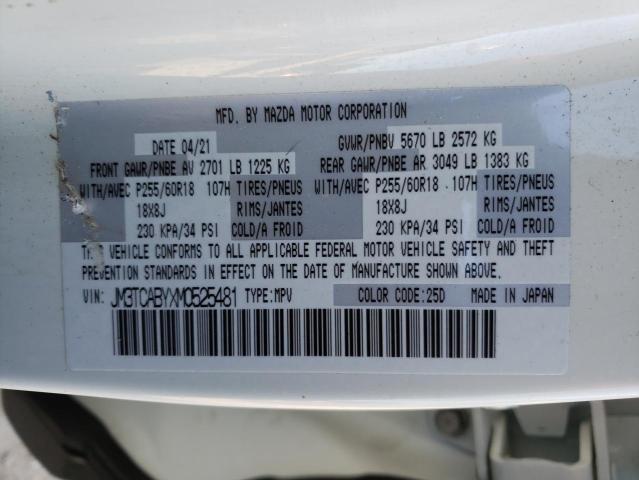 MFD. BY MAZDA MOTOR CORPORATION
DATE 04/21 GVWR/PNBV 5670 LB 2572 KG
FRONT GAWR/PNBE AV 2701 LB 1225 KG REAR GAWR/PNBE AR 3049 LB 1383 KG
WITH/AVEC P255/60R18 107H TIRES/PNEUS WITH/AVEC P255/60R18 107H TIRES/PNEUS
18X8J RIMS/JANTES 18X8J RIMS/JANTES
230 KPA/34 PSI COLD/A FROID 230 KPA/34 PSI COLD/A FROID
THIS VEHICLE CONFORMS TO ALL APPLICABLE FEDERAL MOTOR VEHICLE SAFETY AND THEFT
PREVENTION STANDARDS IN EFFECT ON THE DATE OF MANUFACTURE SHOWN ABOVE.
VIN: JM3TCABYXM0525481 TYPE:MPV COLOR CODE:25D MADE IN JAPAN